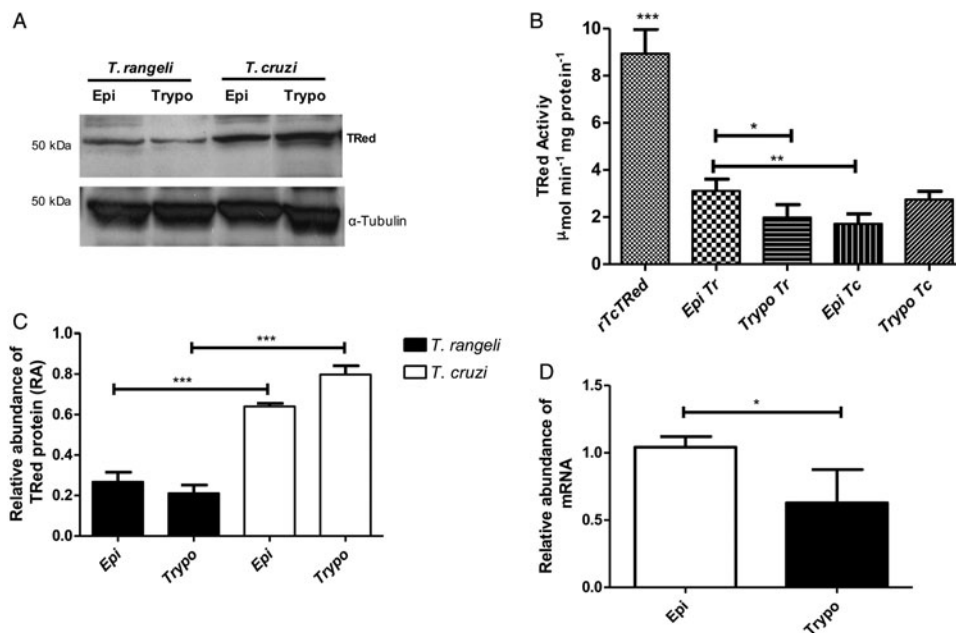 A
T. rangeli T. cruzi
Epi Trypo Epi Trypo
50 kDa TRed
50 kDa α-Tubulin
B
TRed Activiy
μmol min⁻¹ mg protein⁻¹
10
8
6
4
2
0
***
*
**
rTcTRed Epi Tr Trypo Tr Epi Tc Trypo Tc
C
Relative abundance of
TRed protein (RA)
1.0
0.8
0.6
0.4
0.2
0.0
***
***
Epi Trypo Epi Trypo
T. rangeli
T. cruzi
D
Relative abundance of
mRNA
1.5
1.0
0.5
0.0
*
Epi Trypo